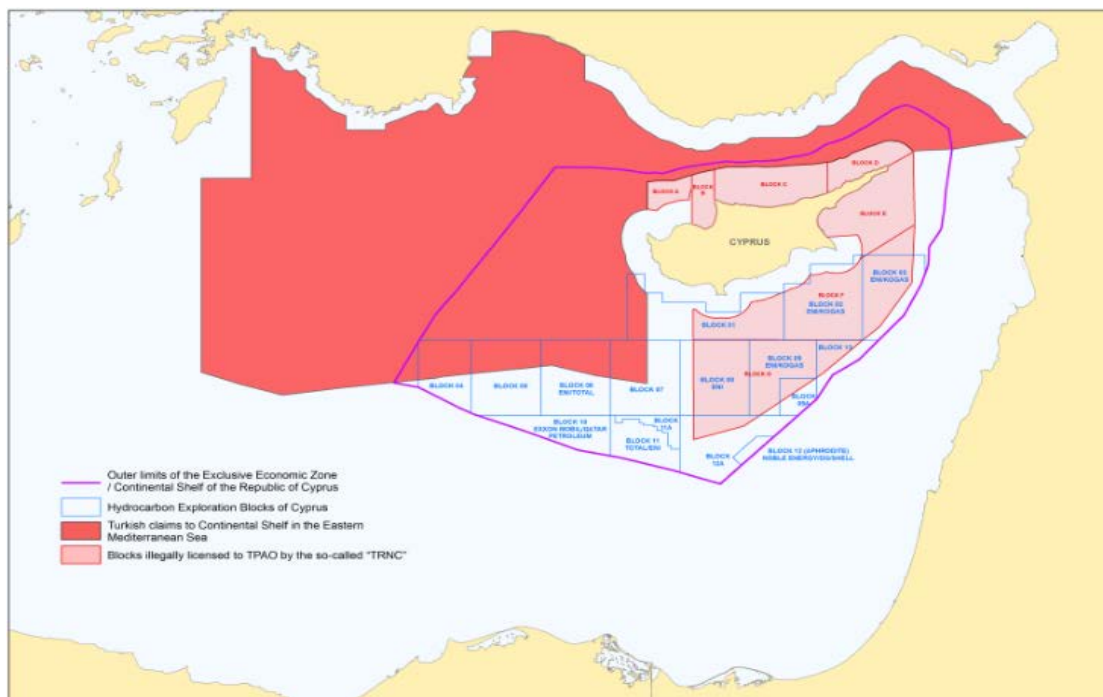 BLOCK D
BLOCK A
BLOCK
B
BLOCK C
BLOCK E
CYPRUS
BLOCK 03
ENI/KOGAS
BLOCK F
BLOCK 02
ENI/KOGAS
BLOCK 01
BLOCK 13
BLOCK 09
ENI/KOGAS
BLOCK G
BLOCK 04
BLOCK 05
BLOCK 06
ENI/TOTAL
BLOCK 07
ENI
BLOCK
BLOCK 10
EXXON MOBIL/QATAR
PETROLEUM
BLOCK
11A
BLOCK 11
TOTAL/ENI
BLOCK
12A
BLOCK 12 (APHRODITE)
NOBLE ENERGY/DG/SHELL
Outer limits of the Exclusive Economic Zone
/ Continental Shelf of the Republic of Cyprus
Hydrocarbon Exploration Blocks of Cyprus
Turkish claims to Continental Shelf in the Eastern
Mediterranean Sea
Blocks illegally licensed to TPAO by the so-called "TRNC"